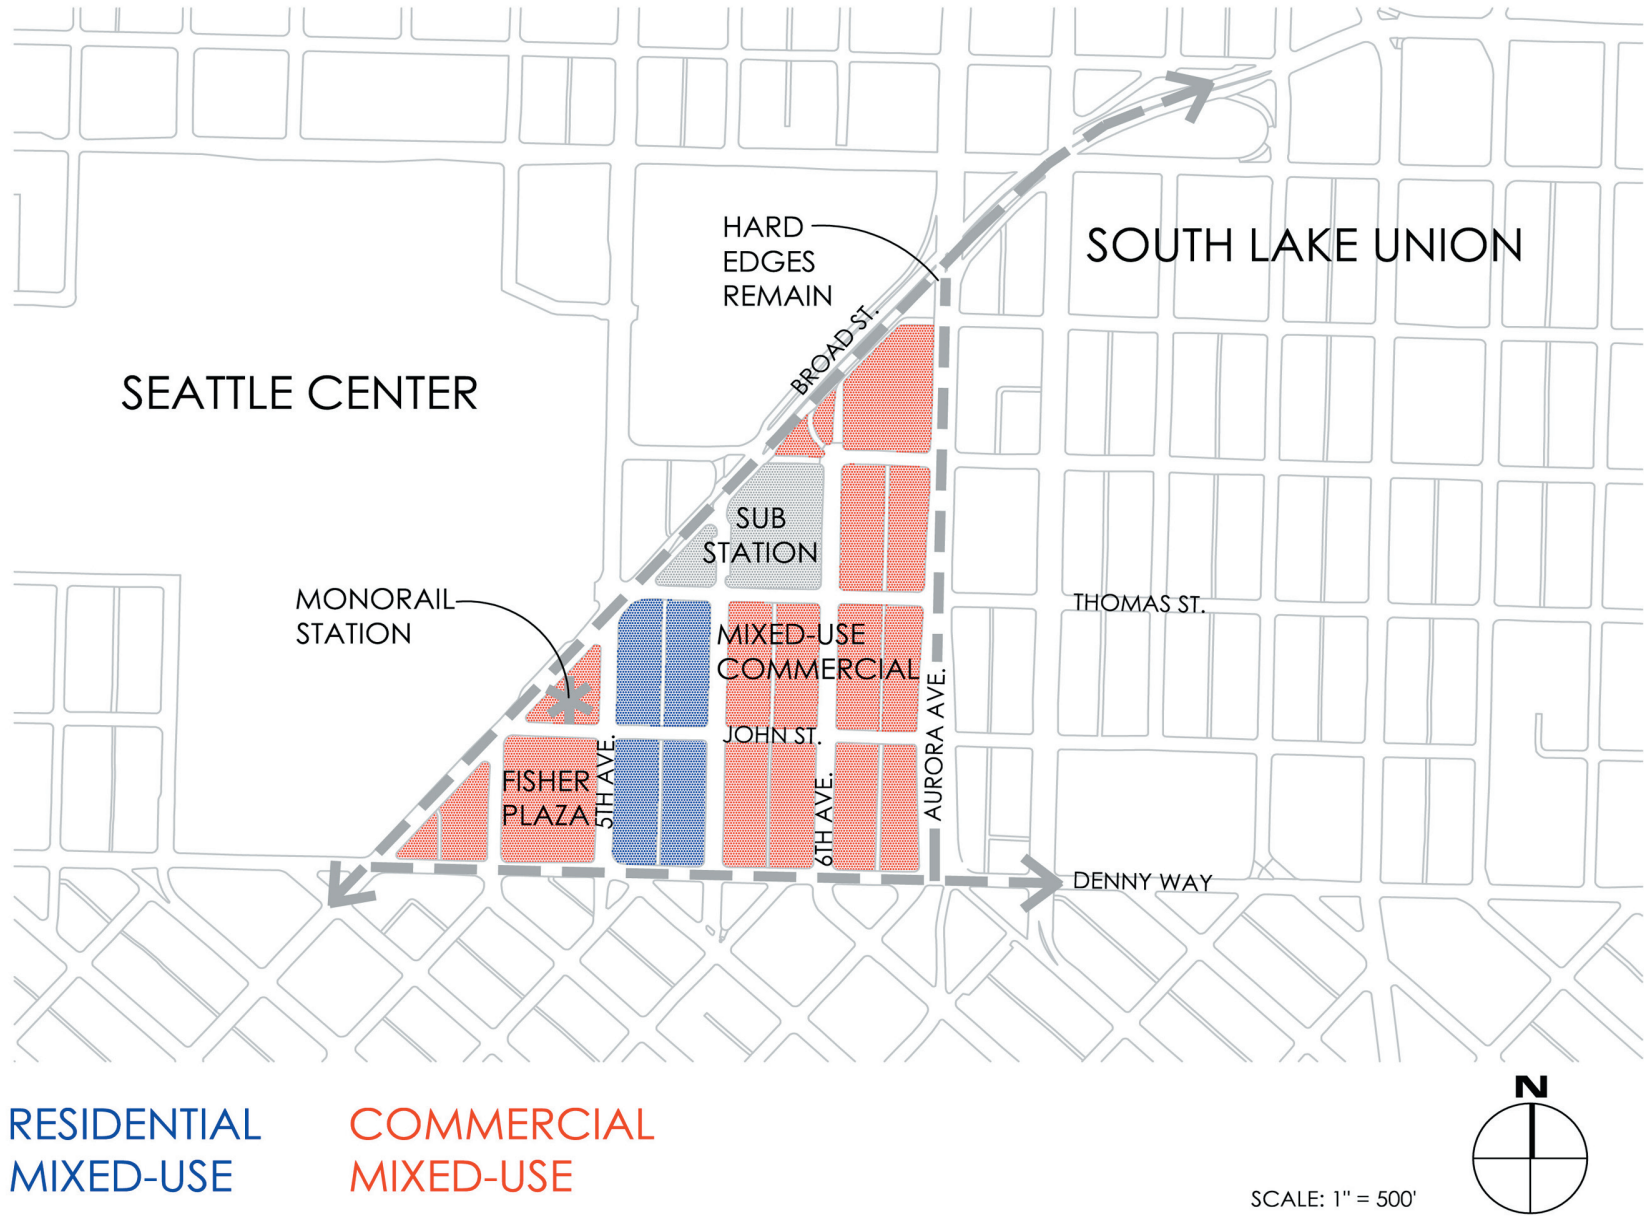 HARD
EDGES
REMAIN
SOUTH LAKE UNION
BROAD ST.
SEATTLE CENTER
SUB
STATION
MONORAIL
STATION
THOMAS ST.
MIXED-USE
COMMERCIAL
JOHN ST.
AURORA AVE.
FISHER
PLAZA
5TH AVE.
6TH AVE.
DENNY WAY
RESIDENTIAL
MIXED-USE
COMMERCIAL
MIXED-USE
N
SCALE: 1" = 500'